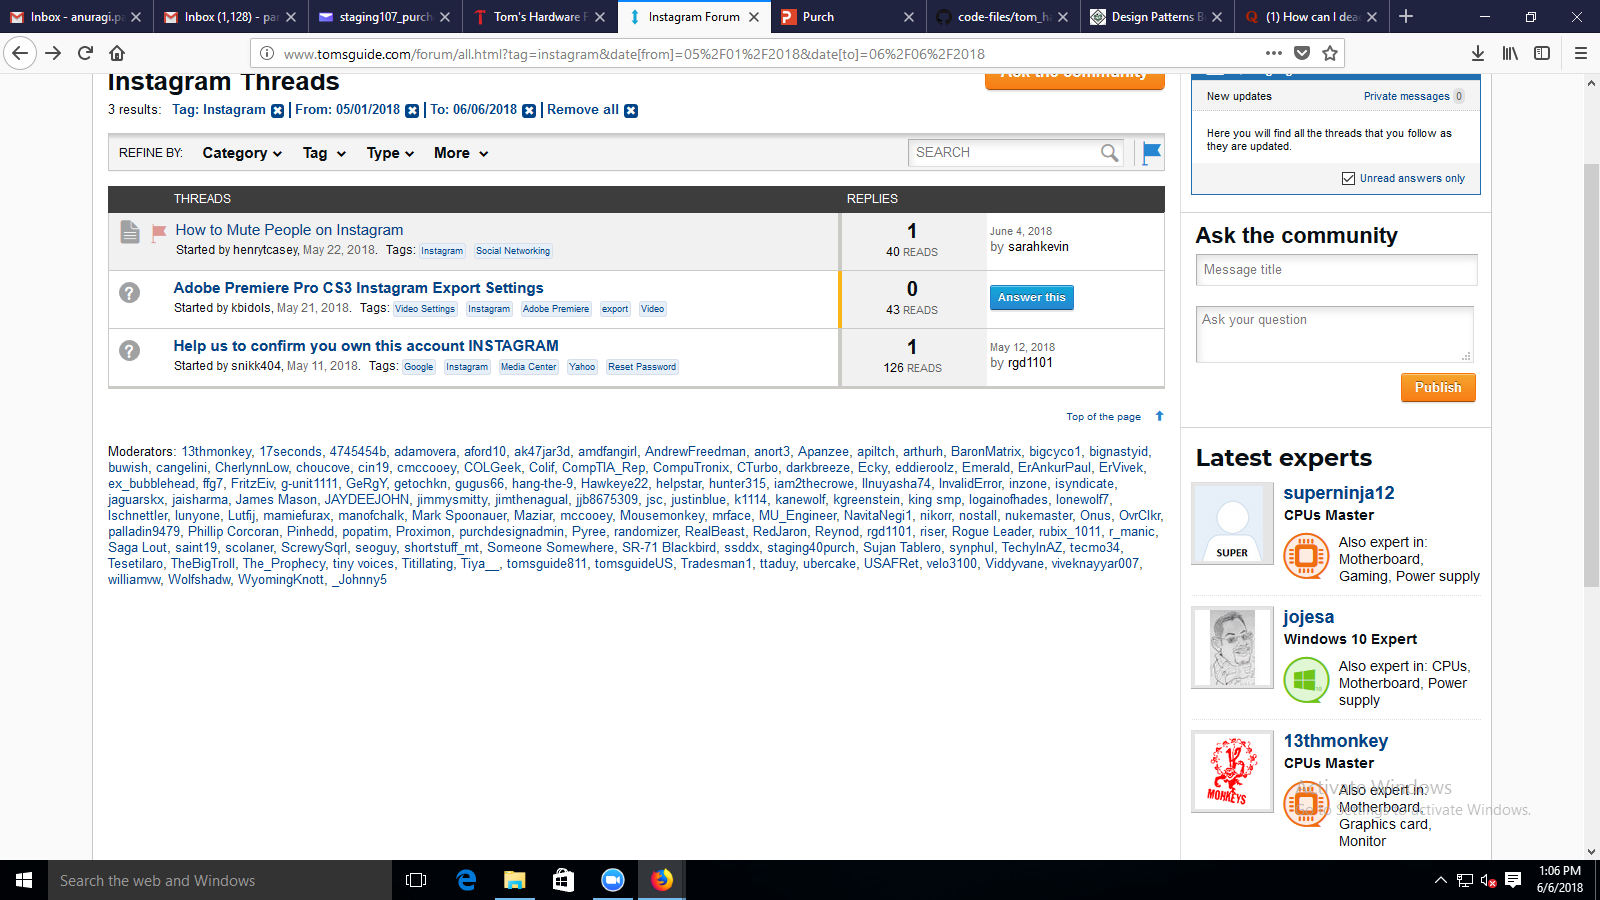 Inbox - anuragi.pa
Inbox (1,128) - pa
staging107_purch
Tom's Hardware F
Instagram Forum
Purch
code-files/tom_ha
Design Patterns B
(1) How can I dea
www.tomsguide.com/forum/all.html?tag=instagram&date[from]=05%2F01%2F2018&date[to]=06%2F06%2F2018
Instagram Threads
3 results: Tag: Instagram | From: 05/01/2018 | To: 06/06/2018 | Remove all
REFINE BY: Category Tag Type More SEARCH
THREADS REPLIES
How to Mute People on Instagram
Started by henrytcasey, May 22, 2018. Tags: Instagram Social Networking
1
40 READS
June 4, 2018
by sarahkevin
Adobe Premiere Pro CS3 Instagram Export Settings
Started by kbidols, May 21, 2018. Tags: Video Settings Instagram Adobe Premiere export Video
0
43 READS
Answer this
Help us to confirm you own this account INSTAGRAM
Started by snikk404, May 11, 2018. Tags: Google Instagram Media Center Yahoo Reset Password
1
126 READS
May 12, 2018
by rgd1101
Top of the page
Moderators: 13thmonkey, 17seconds, 4745454b, adamovera, aford10, ak47jar3d, amdfangirl, AndrewFreedman, anort3, Apanzee, apiltch, arthurh, BaronMatrix, bigcyco1, bignastyid,
buwish, cangelini, CherlynnLow, choucove, cin19, cmccooey, COLGeek, Colif, CompTIA_Rep, CompuTronix, CTurbo, darkbreeze, Ecky, eddieroolz, Emerald, ErAnkurPaul, ErVivek,
ex_bubblehead, ffg7, FritzEiv, g-unit1111, GeRgY, getochkn, gugus66, hang-the-9, Hawkeye22, helpstar, hunter315, iam2thecrowe, IInuyasha74, InvalidError, inzone, isyndicate,
jaguarskx, jaisharma, James Mason, JAYDEEJOHN, jimmysmitty, jimthenagual, jjb8675309, jsc, justinblue, k1114, kanewolf, kgreenstein, king smp, logainofhades, lonewolf7,
lschnettler, lunyone, Lutfij, mamiefurax, manofchalk, Mark Spoonauer, Maziar, mccooey, Mousemonkey, mrface, MU_Engineer, NavitaNegi1, nikorr, nostall, nukemaster, Onus, OvrClkr,
palladin9479, Phillip Corcoran, Pinhedd, popatim, Proximon, purchdesignadmin, Pyree, randomizer, RealBeast, RedJaron, Reynod, rgd1101, riser, Rogue Leader, rubix_1011, r_manic,
Saga Lout, saint19, scolaner, ScrewySqrl, seoguy, shortstuff_mt, Someone Somewhere, SR-71 Blackbird, ssddx, staging40purch, Sujan Tablero, synphul, TechyInAZ, tecmo34,
Tesetilaro, TheBigTroll, The_Prophecy, tiny voices, Titillating, Tiya__, tomsguide811, tomsguideUS, Tradesman1, ttaduy, ubercake, USAFRet, velo3100, Viddyvane, viveknayyar007,
williamvw, Wolfshadw, WyomingKnott, _Johnny5
New updates Private messages 0
Here you will find all the threads that you follow as
they are updated.
Unread answers only
Ask the community
Message title
Ask your question
Publish
Latest experts
SUPER
superninja12
CPUs Master
Also expert in:
Motherboard,
Gaming, Power supply
jojesa
Windows 10 Expert
Also expert in: CPUs,
Motherboard, Power
supply
MONKEYS
13thmonkey
CPUs Master
Also expert in:
Motherboard,
Graphics card,
Monitor
Activate Windows
Go to Settings to activate Windows.
Search the web and Windows
1:06 PM
6/6/2018